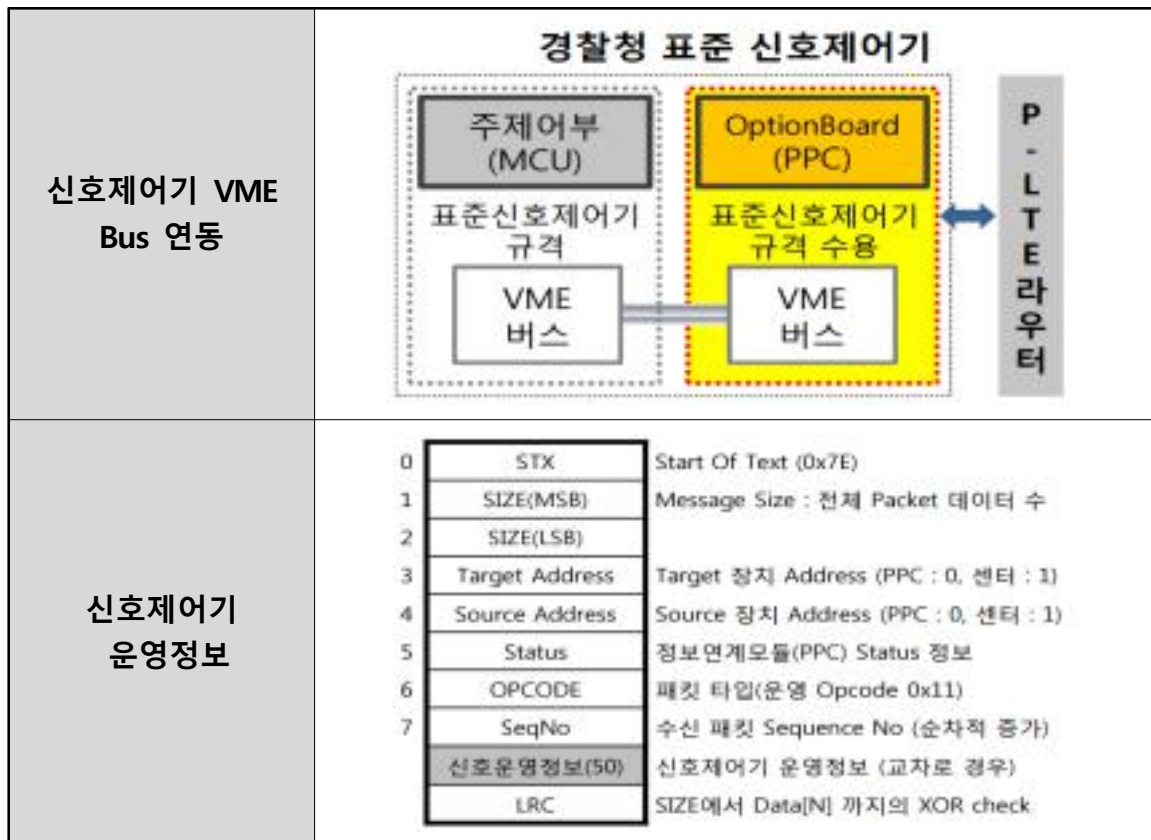 경찰청 표준 신호제어기
신호제어기 VME
Bus 연동
주제어부
(MCU)
표준신호제어기
규격
VME
버스
OptionBoard
(PPC)
표준신호제어기
규격 수용
VME
버스
P
-
L
T
E
라
우
터
신호제어기
운영정보
0 STX Start Of Text (0x7E)
1 SIZE(MSB) Message Size : 전체 Packet 데이터 수
2 SIZE(LSB)
3 Target Address Target 장치 Address (PPC : 0, 센터 : 1)
4 Source Address Source 장치 Address (PPC : 0, 센터 : 1)
5 Status 정보연계모듈(PPC) Status 정보
6 OPCODE 패킷 타입(운영 Opcode 0x11)
7 SeqNo 수신 패킷 Sequence No (순차적 증가)
신호운영정보(50) 신호제어기 운영정보 (교차로 경우)
LRC SIZE에서 Data[N] 까지의 XOR check